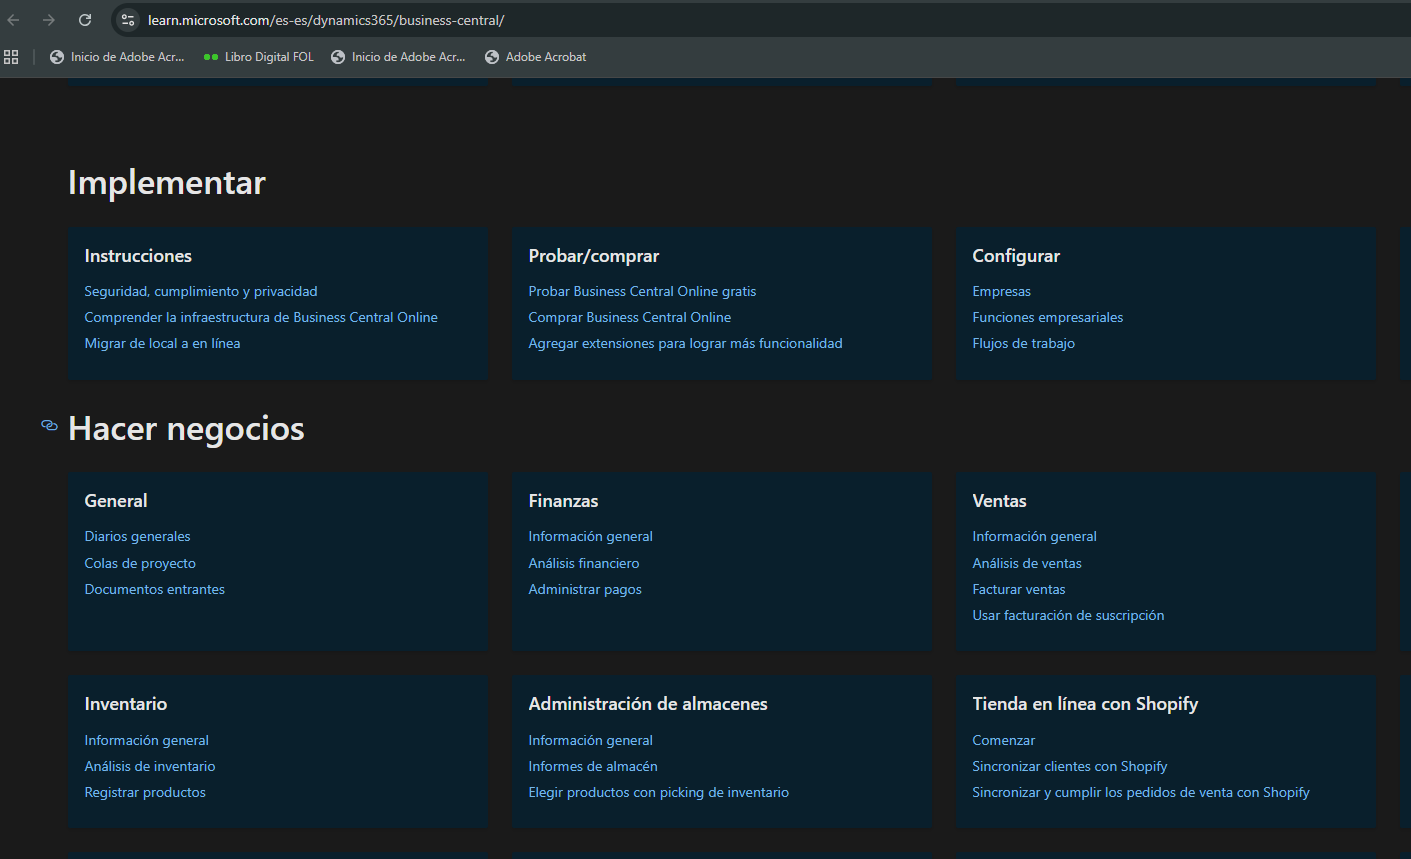 learn.microsoft.com/es-es/dynamics365/business-central/
Inicio de Adobe Acr...
Libro Digital FOL
Inicio de Adobe Acr...
Adobe Acrobat
Implementar
Instrucciones
Seguridad, cumplimiento y privacidad
Comprender la infraestructura de Business Central Online
Migrar de local a en línea
Probar/comprar
Probar Business Central Online gratis
Comprar Business Central Online
Agregar extensiones para lograr más funcionalidad
Configurar
Empresas
Funciones empresariales
Flujos de trabajo
Hacer negocios
General
Diarios generales
Colas de proyecto
Documentos entrantes
Finanzas
Información general
Análisis financiero
Administrar pagos
Ventas
Información general
Análisis de ventas
Facturar ventas
Usar facturación de suscripción
Inventario
Información general
Análisis de inventario
Registrar productos
Administración de almacenes
Información general
Informes de almacén
Elegir productos con picking de inventario
Tienda en línea con Shopify
Comenzar
Sincronizar clientes con Shopify
Sincronizar y cumplir los pedidos de venta con Shopify